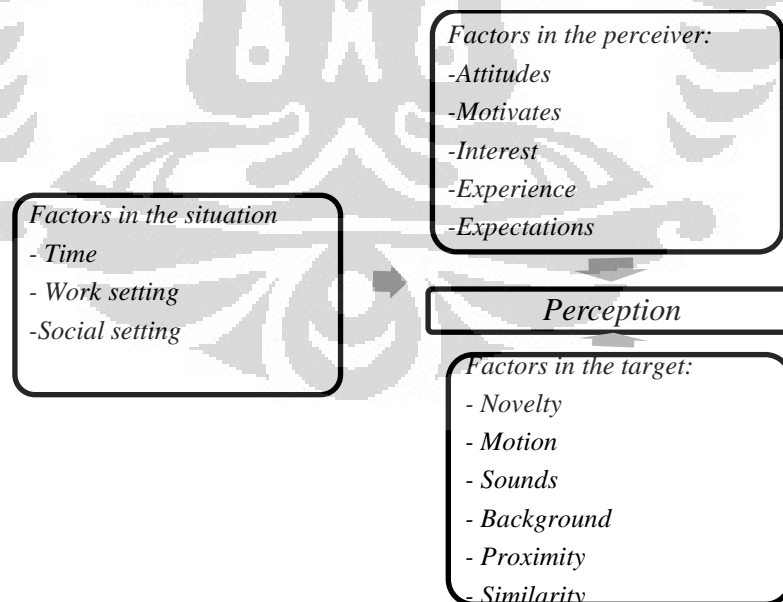 Factors in the perceiver:
-Attitudes
-Motivates
-Interest
-Experience
-Expectations
Factors in the situation
- Time
- Work setting
-Social setting
Perception
Factors in the target:
- Novelty
- Motion
- Sounds
- Background
- Proximity
- Similarity